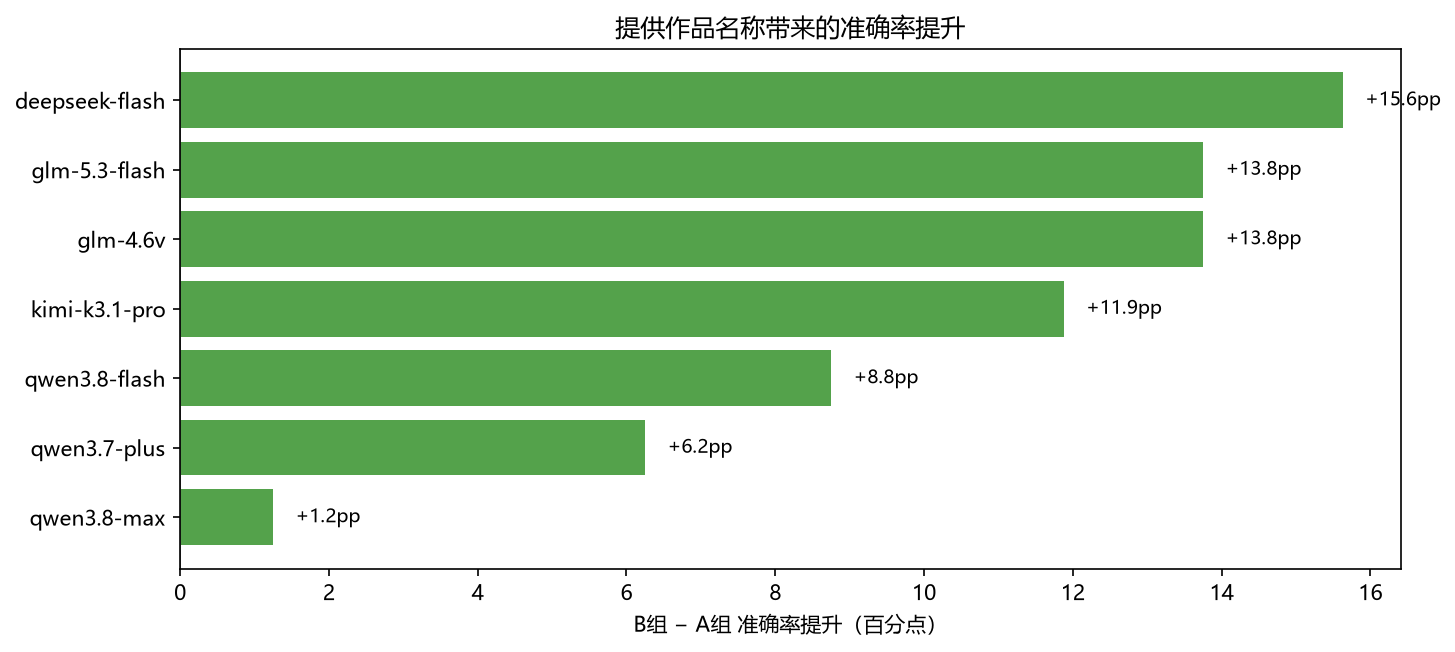 提供作品名称带来的准确率提升
deepseek-flash
+15.6pp
glm-5.3-flash
+13.8pp
glm-4.6v
+13.8pp
kimi-k3.1-pro
+11.9pp
qwen3.8-flash
+8.8pp
qwen3.7-plus
+6.2pp
qwen3.8-max
+1.2pp
0 2 4 6 8 10 12 14 16
B组 − A组 准确率提升（百分点）